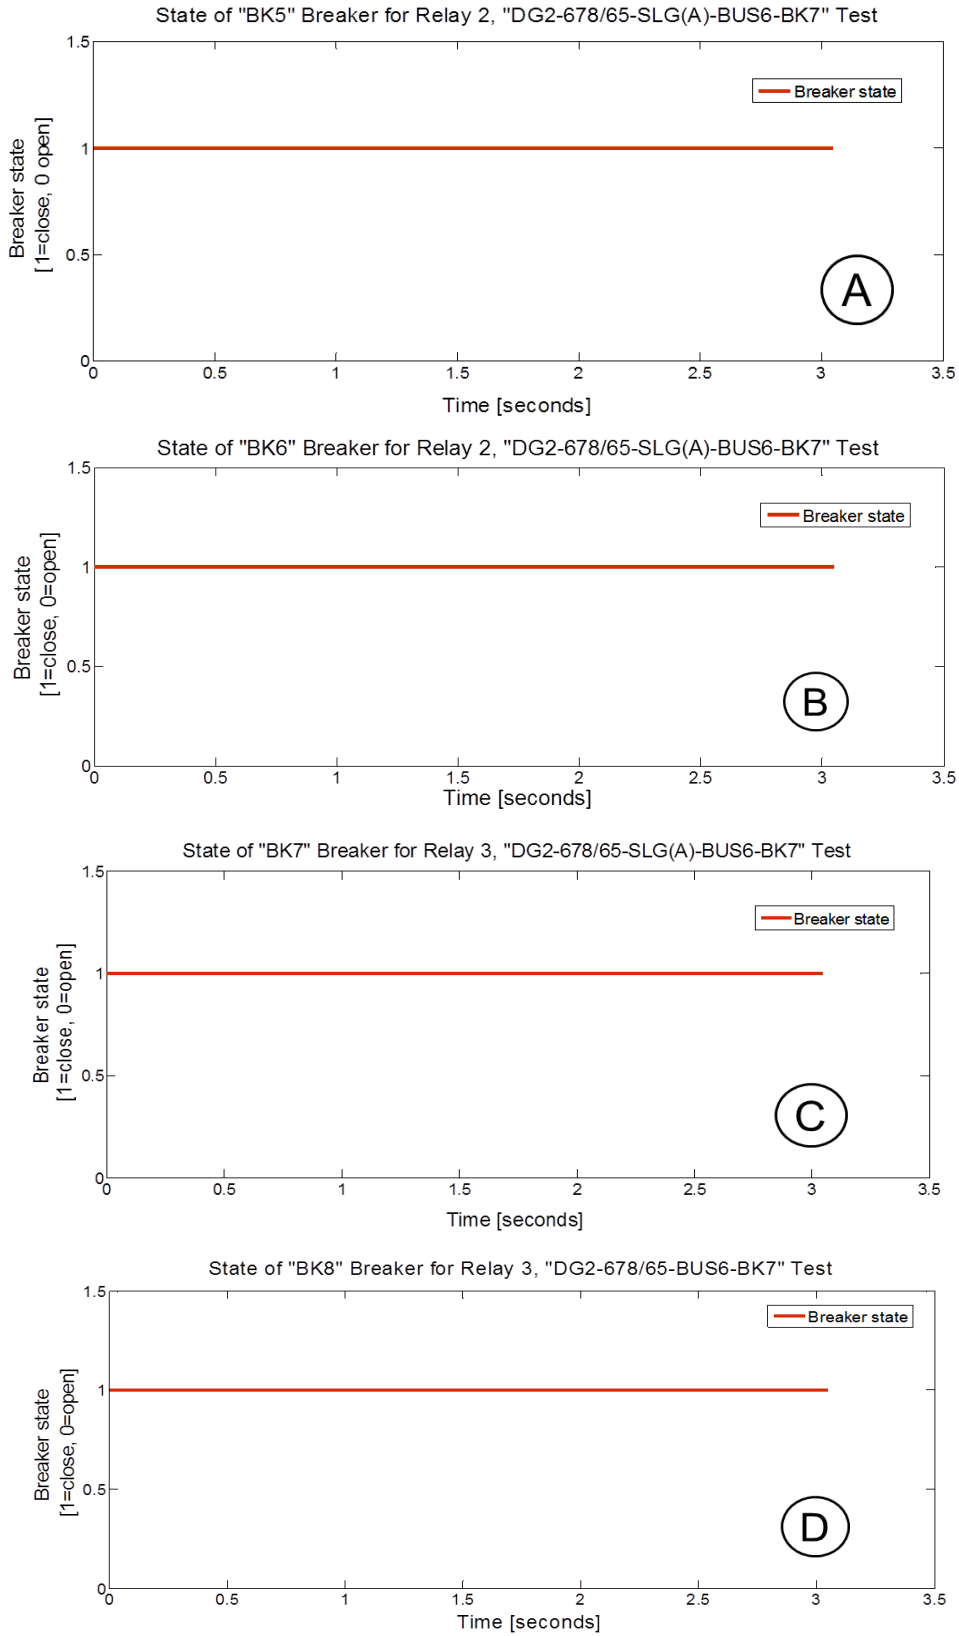 State of "BK5" Breaker for Relay 2, "DG2-678/65-SLG(A)-BUS6-BK7" Test
1.5
1
0.5
0
Breaker state
[1=close, 0 open]
Breaker state
A
0 0.5 1 1.5 2 2.5 3 3.5
Time [seconds]
State of "BK6" Breaker for Relay 2, "DG2-678/65-SLG(A)-BUS6-BK7" Test
1.5
1
0.5
0
Breaker state
[1=close, 0=open]
Breaker state
B
0 0.5 1 1.5 2 2.5 3 3.5
Time [seconds]
State of "BK7" Breaker for Relay 3, "DG2-678/65-SLG(A)-BUS6-BK7" Test
1.5
1
0.5
0
Breaker state
[1=close, 0=open]
Breaker state
C
0 0.5 1 1.5 2 2.5 3 3.5
Time [seconds]
State of "BK8" Breaker for Relay 3, "DG2-678/65-BUS6-BK7" Test
1.5
1
0.5
0
Breaker state
[1=close, 0=open]
Breaker state
D
0 0.5 1 1.5 2 2.5 3 3.5
Time [seconds]